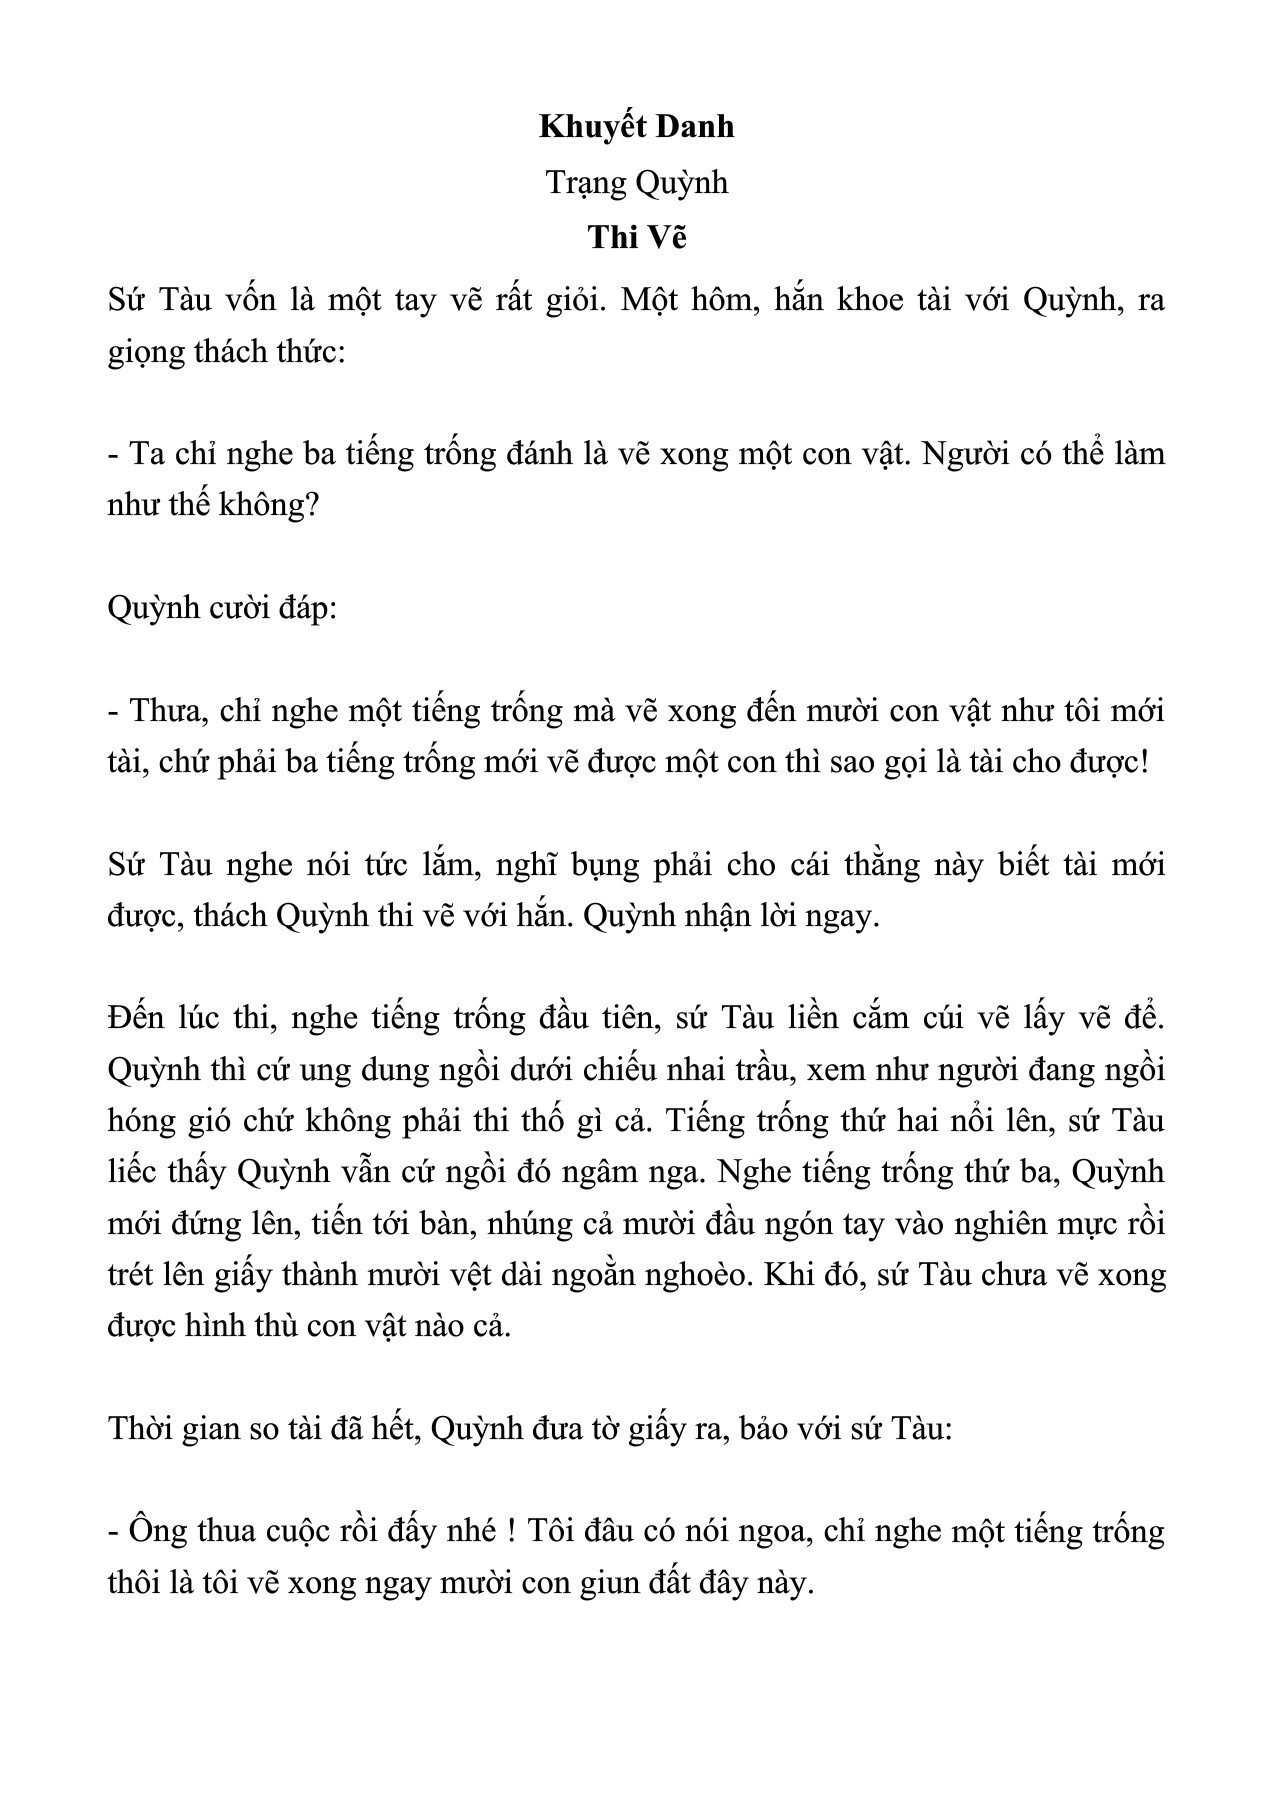 Khuyết Danh
Trạng Quỳnh
Thi Vẽ
Sứ Tàu vốn là một tay vẽ rất giỏi. Một hôm, hắn khoe tài với Quỳnh, ra
giọng thách thức:
- Ta chỉ nghe ba tiếng trống đánh là vẽ xong một con vật. Người có thể làm
như thế không?
Quỳnh cười đáp:
- Thưa, chỉ nghe một tiếng trống mà vẽ xong đến mười con vật như tôi mới
tài, chứ phải ba tiếng trống mới vẽ được một con thì sao gọi là tài cho được!
Sứ Tàu nghe nói tức lắm, nghĩ bụng phải cho cái thằng này biết tài mới
được, thách Quỳnh thi vẽ với hắn. Quỳnh nhận lời ngay.
Đến lúc thi, nghe tiếng trống đầu tiên, sứ Tàu liền cắm cúi vẽ lấy vẽ để.
Quỳnh thì cứ ung dung ngồi dưới chiếu nhai trầu, xem như người đang ngồi
hóng gió chứ không phải thi thố gì cả. Tiếng trống thứ hai nổi lên, sứ Tàu
liếc thấy Quỳnh vẫn cứ ngồi đó ngâm nga. Nghe tiếng trống thứ ba, Quỳnh
mới đứng lên, tiến tới bàn, nhúng cả mười đầu ngón tay vào nghiên mực rồi
trét lên giấy thành mười vệt dài ngoằn nghoèo. Khi đó, sứ Tàu chưa vẽ xong
được hình thù con vật nào cả.
Thời gian so tài đã hết, Quỳnh đưa tờ giấy ra, bảo với sứ Tàu:
- Ông thua cuộc rồi đấy nhé ! Tôi đâu có nói ngoa, chỉ nghe một tiếng trống
thôi là tôi vẽ xong ngay mười con giun đất đây này.